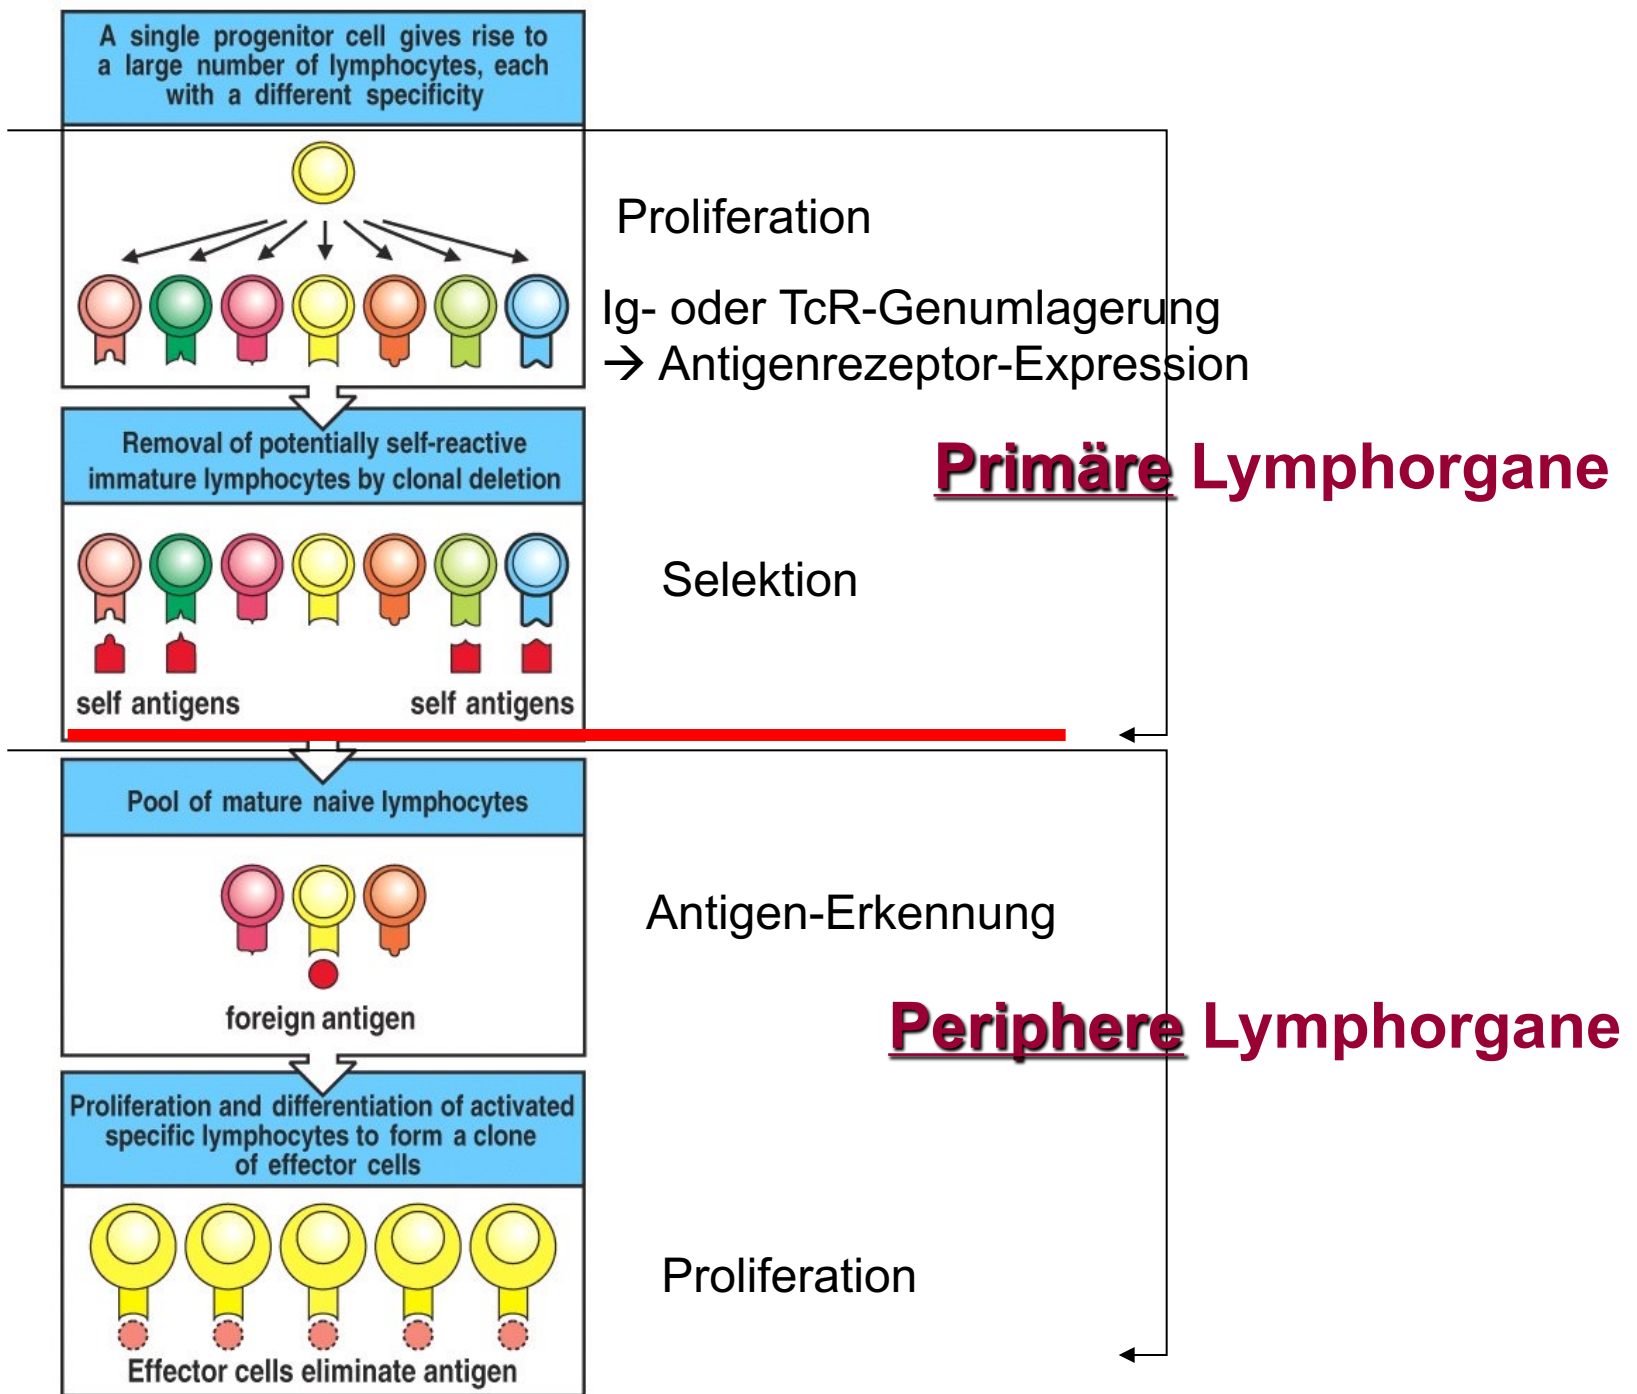 A single progenitor cell gives rise to
a large number of lymphocytes, each
with a different specificity
Proliferation
Ig- oder TcR-Genumlagerung
→ Antigenrezeptor-Expression
Removal of potentially self-reactive
immature lymphocytes by clonal deletion
Primäre Lymphorgane
Selektion
self antigens
self antigens
Pool of mature naive lymphocytes
Antigen-Erkennung
foreign antigen
Periphere Lymphorgane
Proliferation and differentiation of activated
specific lymphocytes to form a clone
of effector cells
Proliferation
Effector cells eliminate antigen